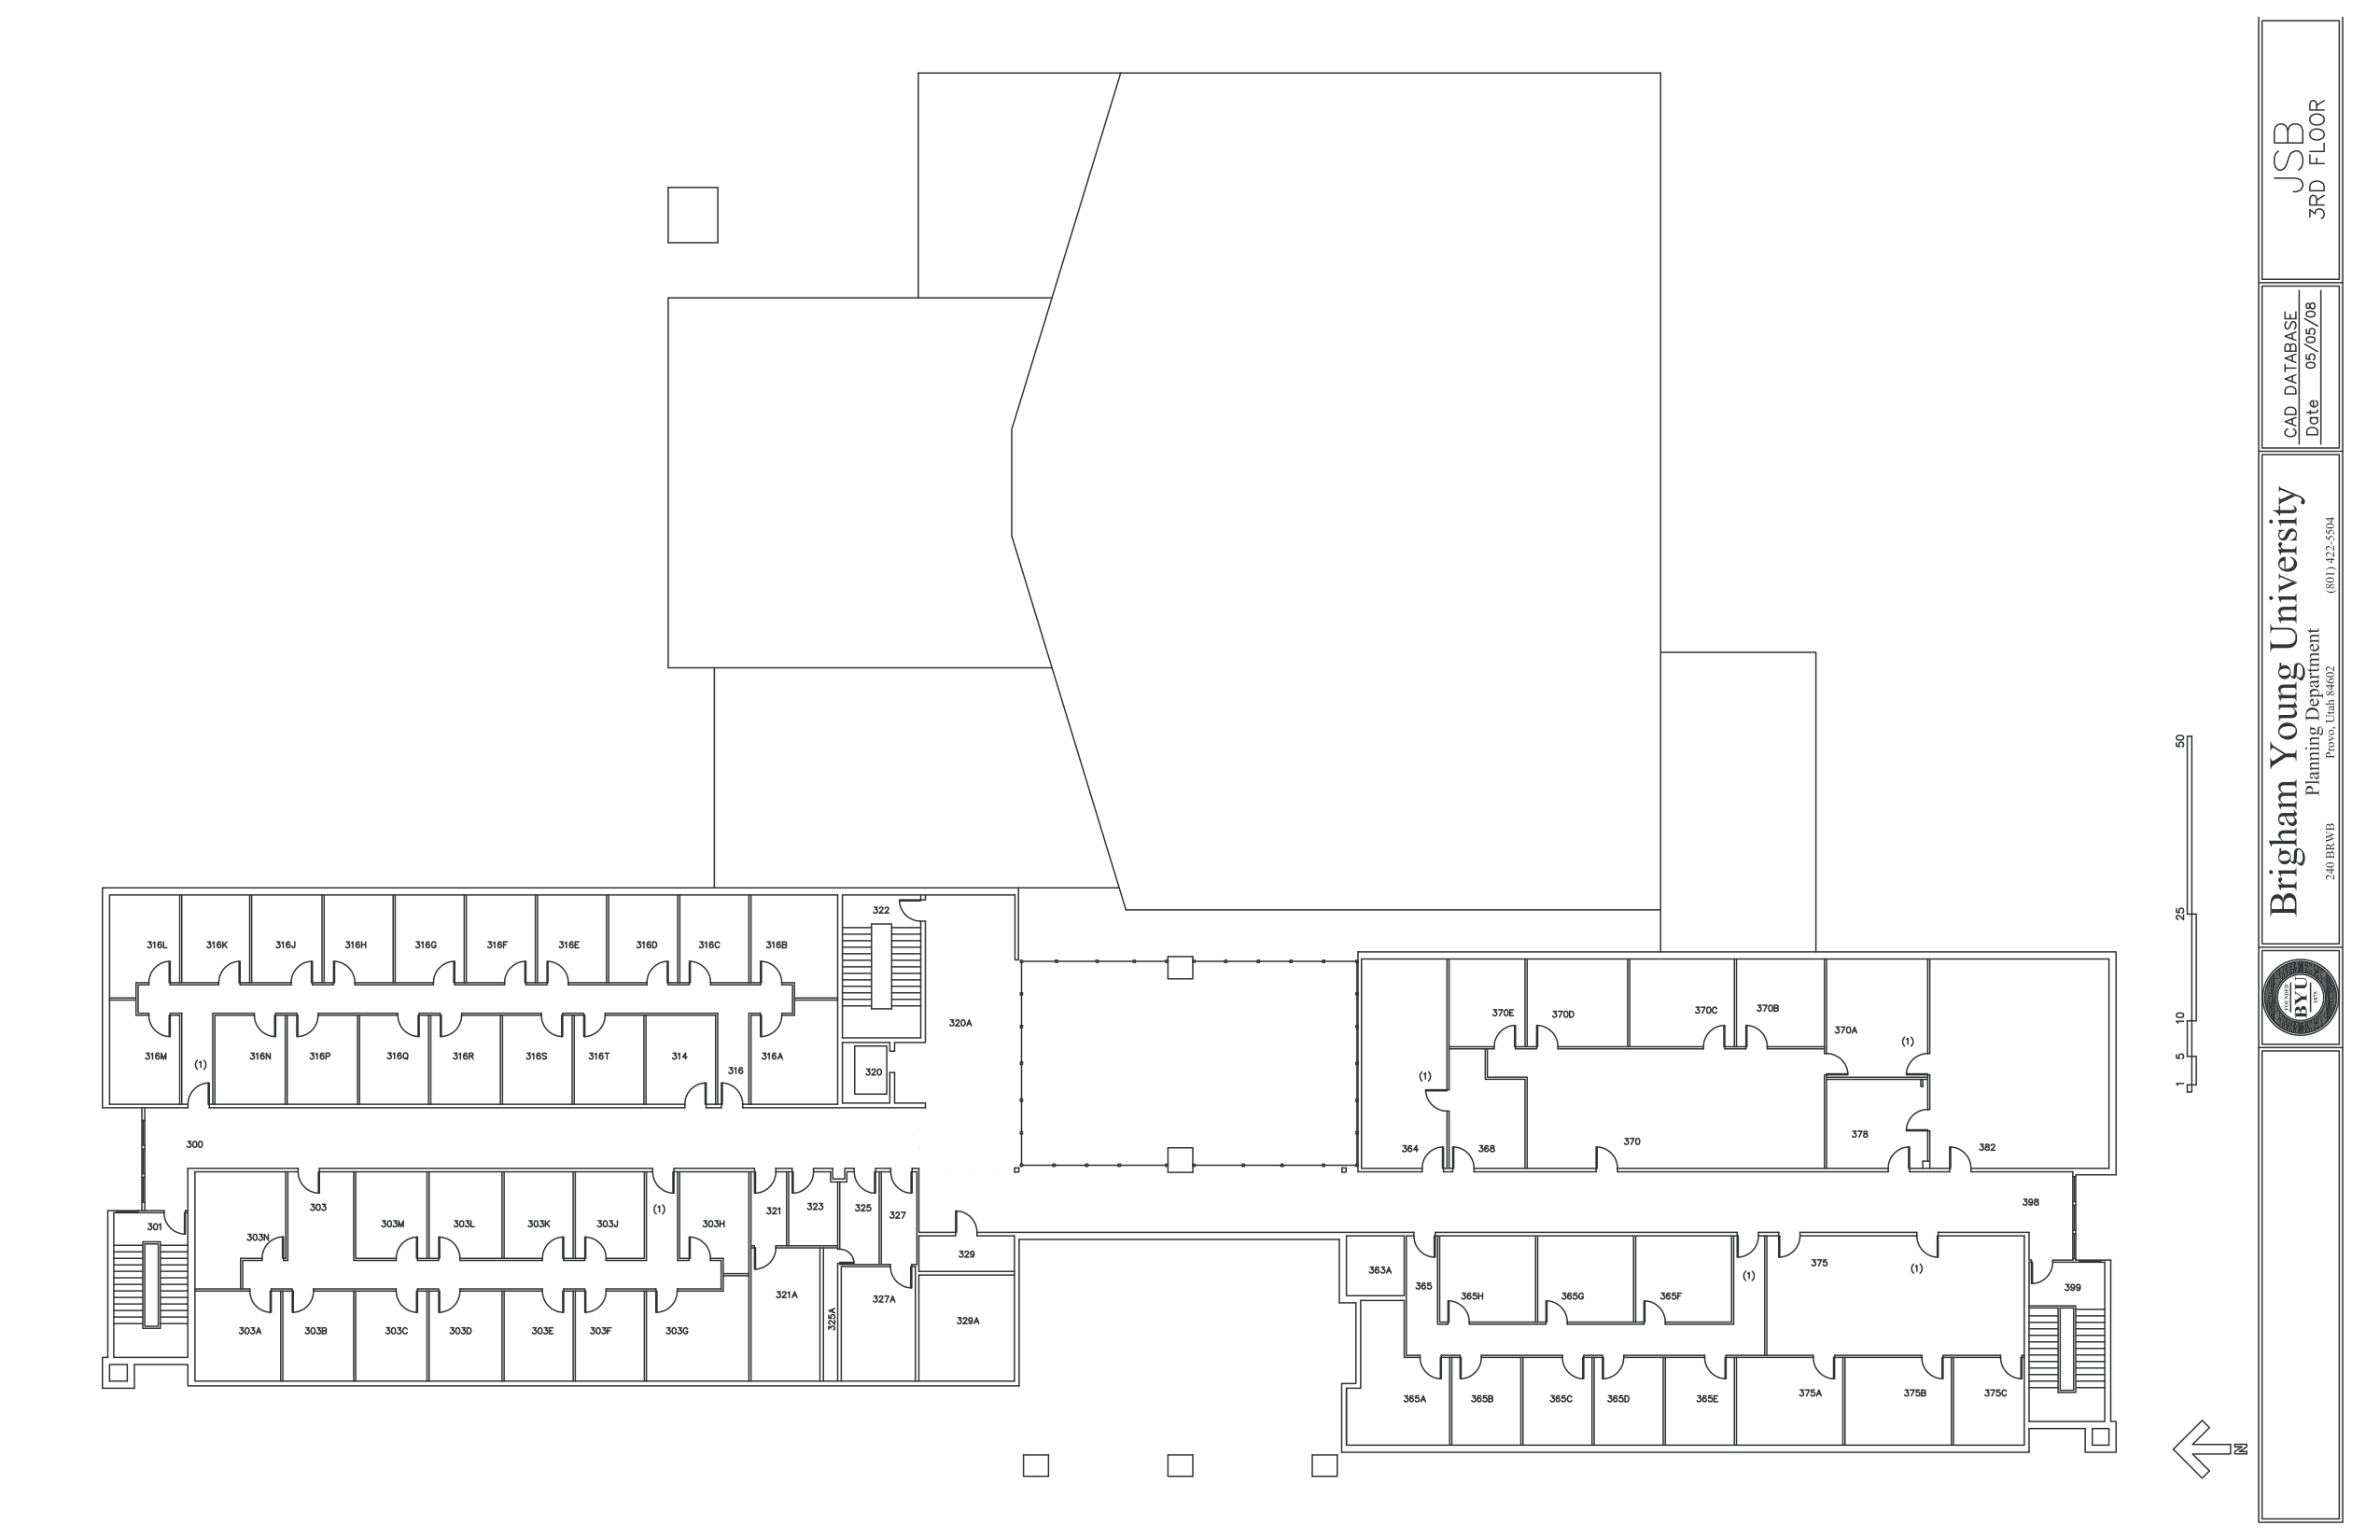 JSB
3RD FLOOR
CAD DATABASE
Date 05/05/08
Brigham Young University
Planning Department
240 BRWB Provo, Utah 84602 (801) 422-5504
FOUNDED
BYU
1875
50
25
10
5
1
N
322
316L 316K 316J 316H 316G 316F 316E 316D 316C 316B
320A
316M (1) 316N 316P 316Q 316R 316S 316T 314 316 316A
320
300
303
301
303N 303M 303L 303K 303J (1) 303H
321 323 325 327
329
321A 325A 327A 329A
303A 303B 303C 303D 303E 303F 303G
370E 370D 370C 370B
370A (1)
(1)
364 368 370 378 382
398
363A 365 365H 365G 365F (1) 375 (1) 399
365A 365B 365C 365D 365E 375A 375B 375C